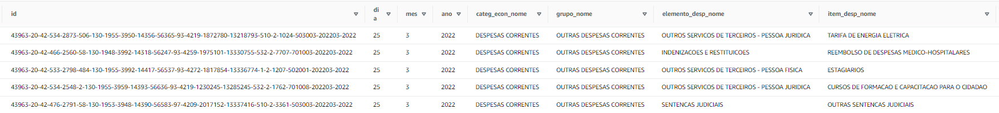 id dia mes ano categ_econ_nome grupo_nome elemento_desp_nome item_desp_nome
43963-20-42-534-2873-506-130-1955-3950-14356-56365-93-4219-1872780-13218793-510-2-1024-503003-202203-2022 25 3 2022 DESPESAS CORRENTES OUTRAS DESPESAS CORRENTES OUTROS SERVICOS DE TERCEIROS - PESSOA JURIDICA TARIFA DE ENERGIA ELETRICA
43963-20-42-466-2560-58-130-1948-3992-14318-56247-93-4259-1975101-13330755-532-2-7707-701003-202203-2022 25 3 2022 DESPESAS CORRENTES OUTRAS DESPESAS CORRENTES INDENIZACOES E RESTITUICOES REEMBOLSO DE DESPESAS MEDICO-HOSPITALARES
43963-20-42-533-2798-484-130-1955-3992-14417-56537-93-4272-1817854-13336774-1-2-1207-502001-202203-2022 25 3 2022 DESPESAS CORRENTES OUTRAS DESPESAS CORRENTES OUTROS SERVICOS DE TERCEIROS - PESSOA FISICA ESTAGIARIOS
43963-20-42-534-2548-2-130-1955-3959-14393-56636-93-4219-1230245-13285245-532-2-1762-701008-202203-2022 25 3 2022 DESPESAS CORRENTES OUTRAS DESPESAS CORRENTES OUTROS SERVICOS DE TERCEIROS - PESSOA JURIDICA CURSOS DE FORMACAO E CAPACITACAO PARA O CIDADAO
43963-20-42-476-2791-58-130-1953-3948-14390-56583-97-4209-2017152-13337416-510-2-3361-503003-202203-2022 25 3 2022 DESPESAS CORRENTES OUTRAS DESPESAS CORRENTES SENTENCAS JUDICIAIS OUTRAS SENTENCAS JUDICIAIS